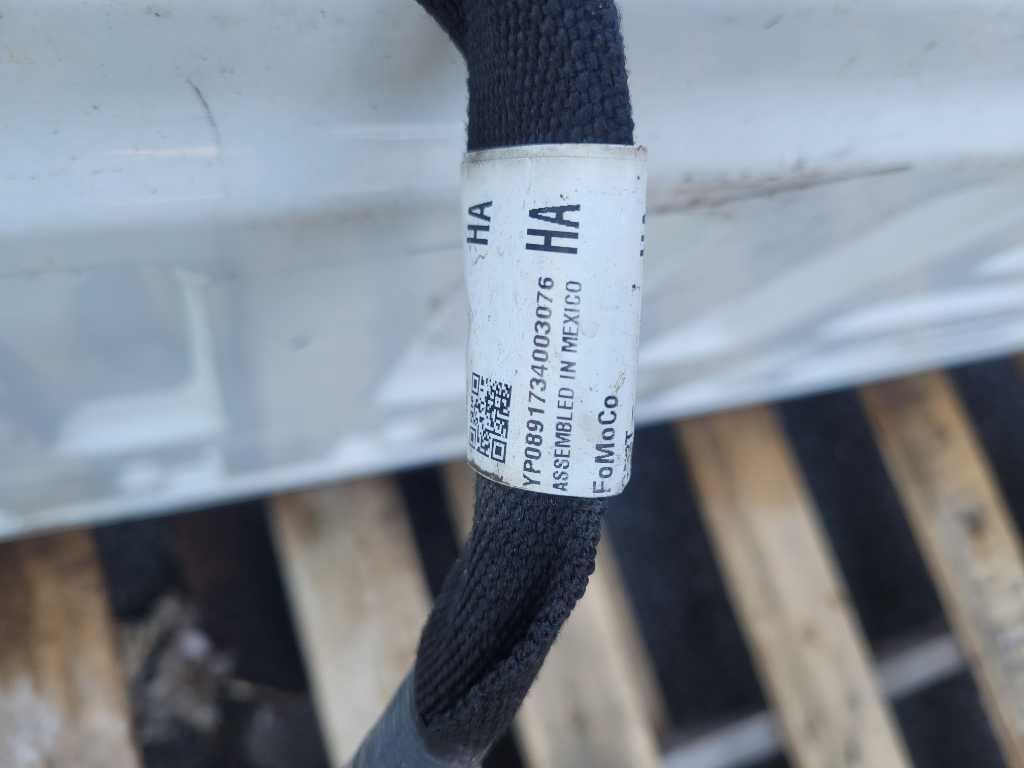 HA
HA
YP0891734003076
ASSEMBLED IN MEXICO
FoMoCo